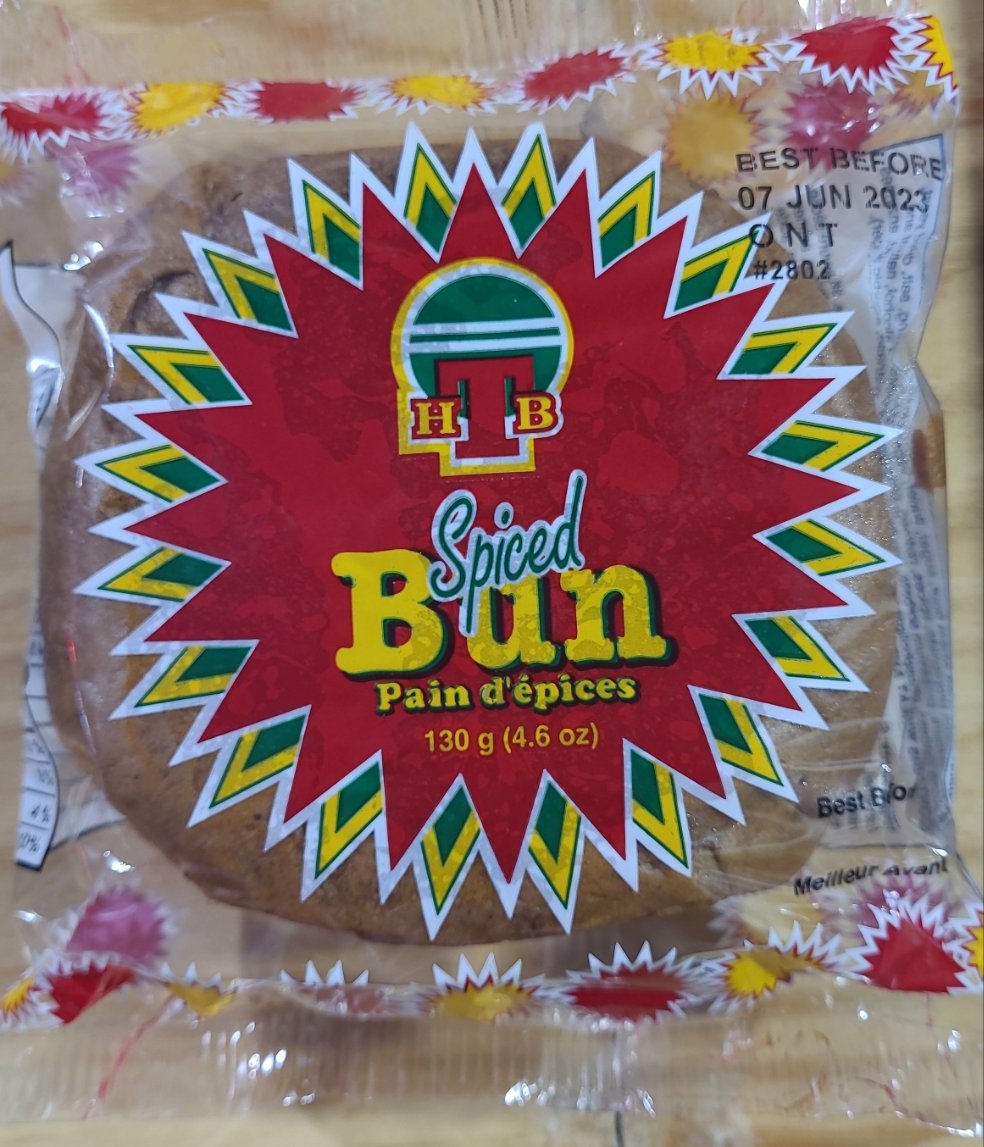 BEST BEFORE
07 JUN 2023
ONT
#2802
HTB
Spiced
Bun
Pain d'épices
130 g (4.6 oz)
Best
Meilleur avant
4%